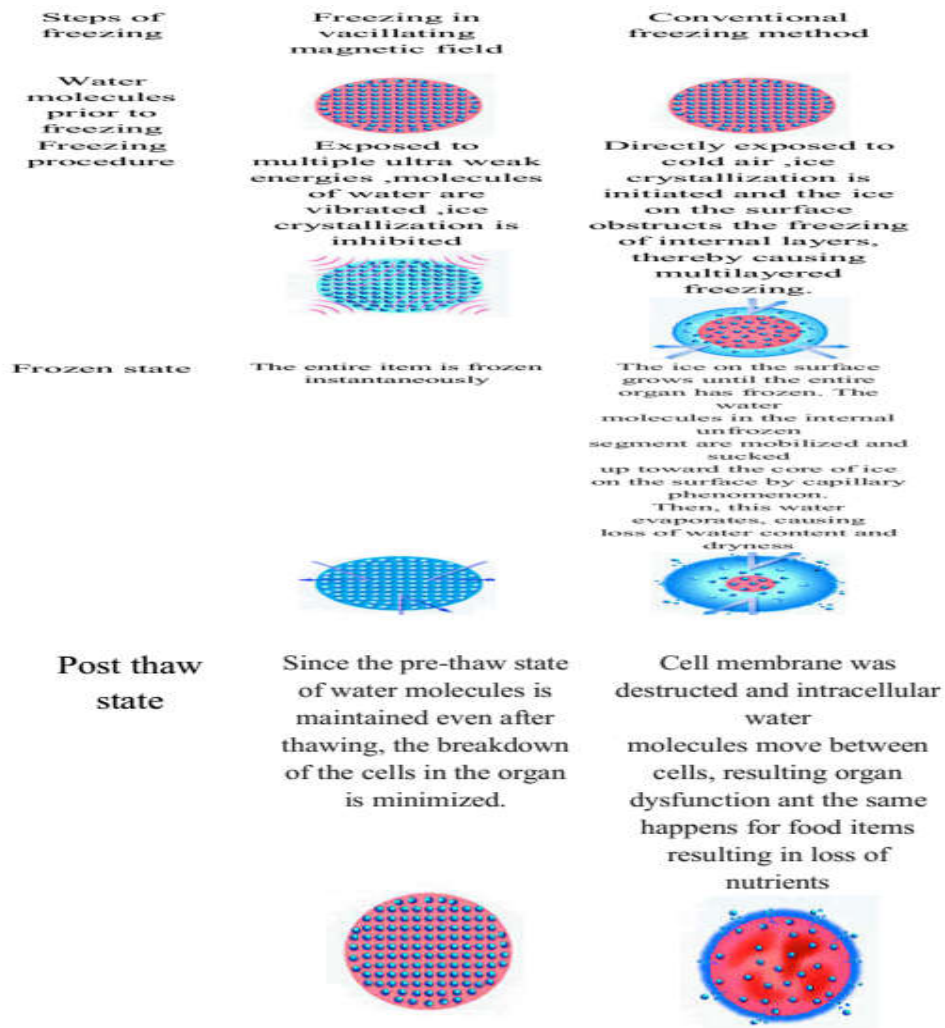 Steps of
freezing
Freezing in
vacillating
magnetic field
Conventional
freezing method
Water
molecules
prior to
freezing
Freezing
procedure
Exposed to
multiple ultra weak
energies ,molecules
of water are
vibrated ,ice
crystallization is
inhibited
Directly exposed to
cold air ,ice
crystallization is
initiated and the ice
on the surface
obstructs the freezing
of internal layers,
thereby causing
multilayered
freezing.
Frozen state
The entire item is frozen
instantaneously
The ice on the surface
grows until the entire
organ has frozen. The
water
molecules in the internal
unfrozen
segment are mobilized and
sucked
up toward the core of ice
on the surface by capillary
phenomenon.
Then, this water
evaporates, causing
loss of water content and
dryness
Post thaw
state
Since the pre-thaw state
of water molecules is
maintained even after
thawing, the breakdown
of the cells in the organ
is minimized.
Cell membrane was
destructed and intracellular
water
molecules move between
cells, resulting organ
dysfunction ant the same
happens for food items
resulting in loss of
nutrients